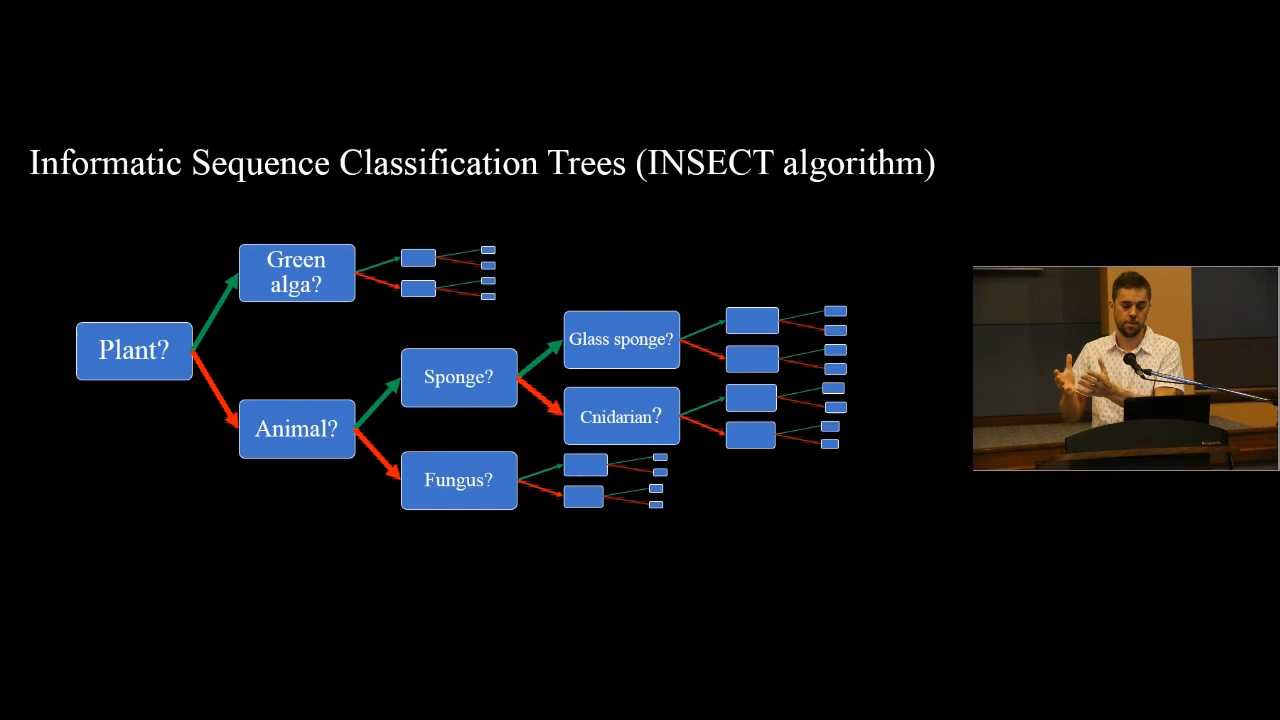 Informatic Sequence Classification Trees (INSECT algorithm)
Green
alga?
Plant?
Glass sponge?
Sponge?
Cnidarian?
Animal?
Fungus?